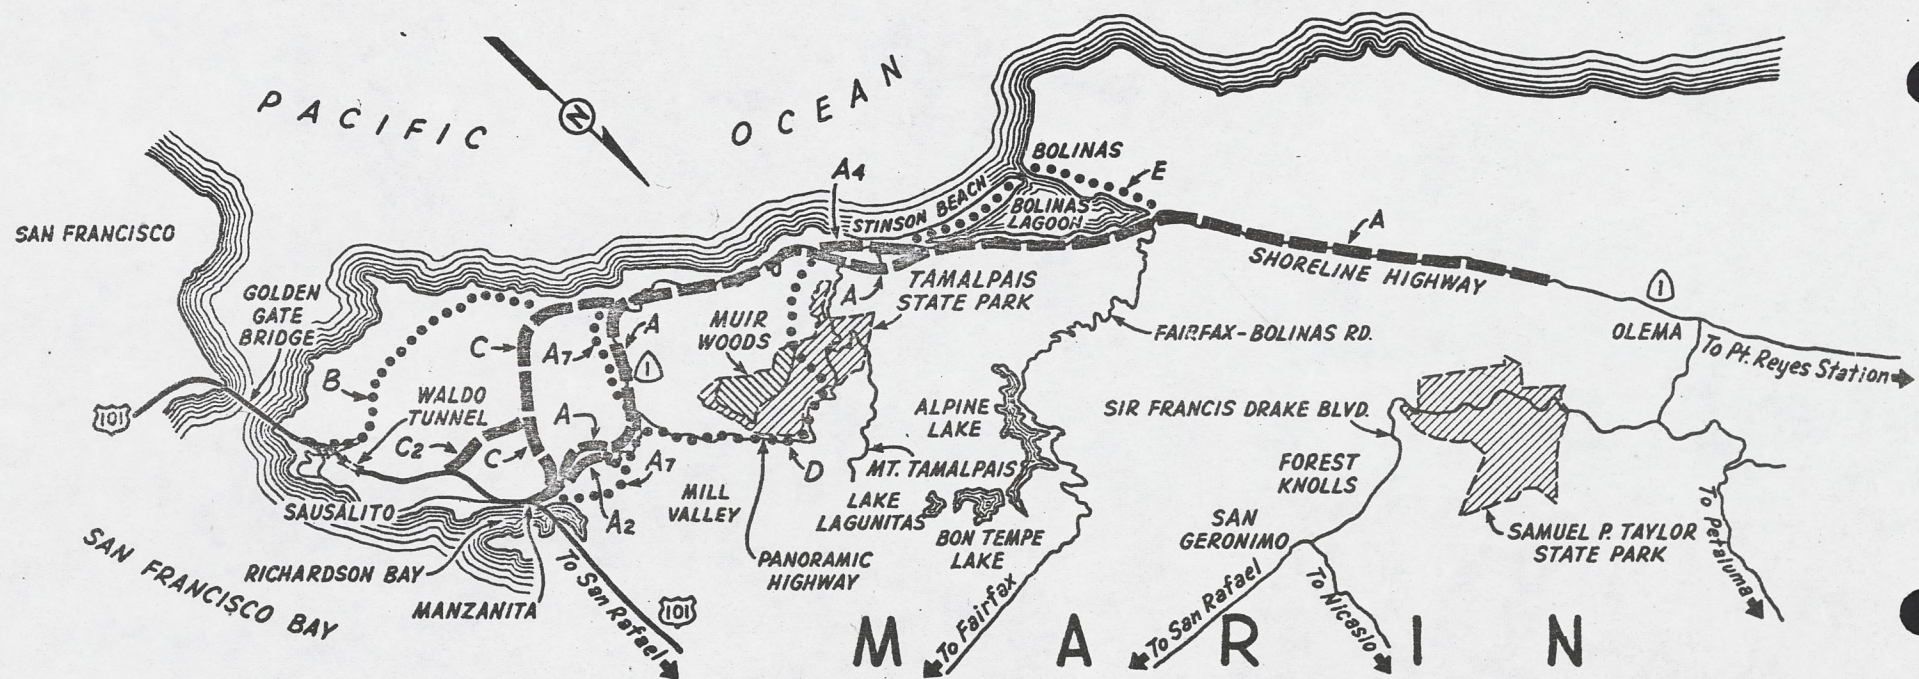 PACIFIC
OCEAN
N
SAN FRANCISCO
GOLDEN
GATE
BRIDGE
101
B
WALDO
TUNNEL
C2
C
C
A7
A
1
A
A7
A2
SAUSALITO
SAN FRANCISCO BAY
RICHARDSON BAY
MANZANITA
To San Rafael
101
MILL
VALLEY
MUIR
WOODS
A4
STINSON BEACH
BOLINAS
E
BOLINAS
LAGOON
A
TAMALPAIS
STATE PARK
D
PANORAMIC
HIGHWAY
MT. TAMALPAIS
LAKE
LAGUNITAS
ALPINE
LAKE
BON TEMPE
LAKE
To Fairfax
FAIRFAX-BOLINAS RD.
A
SHORELINE HIGHWAY
1
OLEMA
To Pt. Reyes Station
SIR FRANCIS DRAKE BLVD.
FOREST
KNOLLS
SAN
GERONIMO
To San Rafael
To Nicasio
SAMUEL P. TAYLOR
STATE PARK
To Petaluma
MARIN